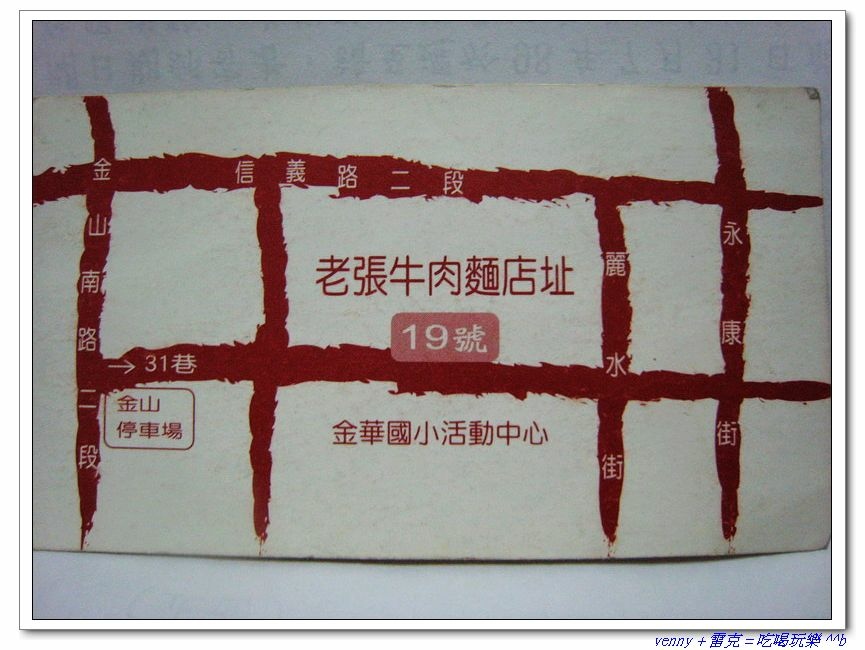 金山南路二段
信義路二段
永康街
麗水街
老張牛肉麵店址
19號
→ 31巷
金山
停車場
金華國小活動中心
venny + 雷克 = 吃喝玩樂 ^^b